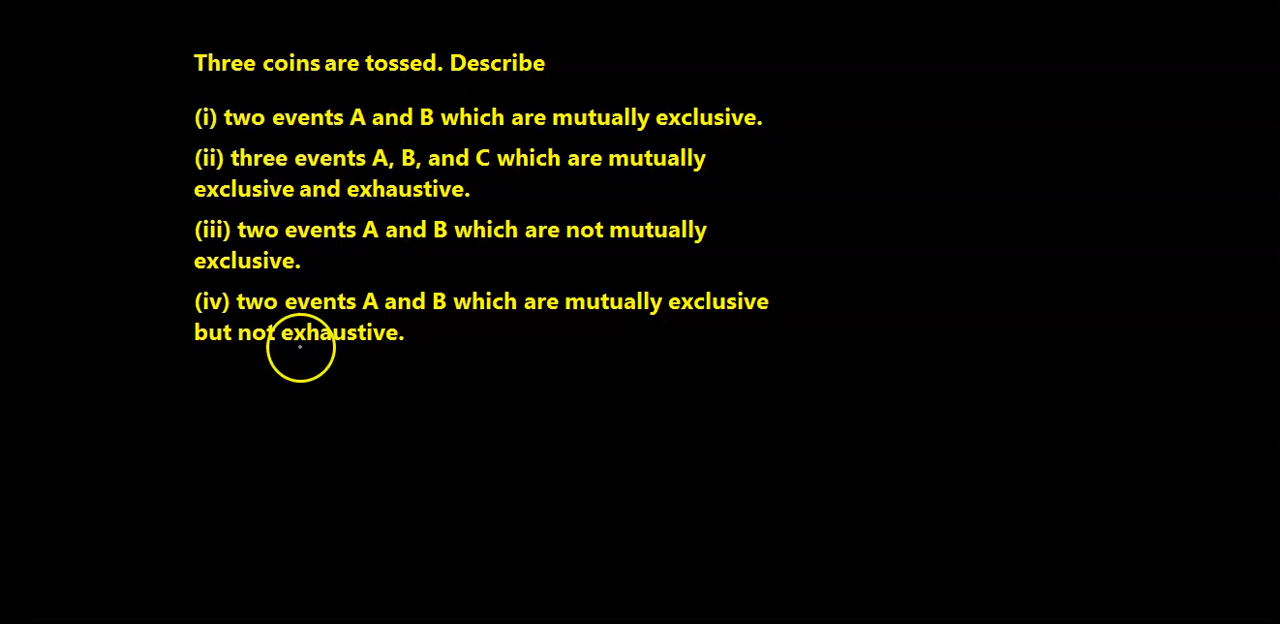 Three coins are tossed. Describe
(i) two events A and B which are mutually exclusive.
(ii) three events A, B, and C which are mutually
exclusive and exhaustive.
(iii) two events A and B which are not mutually
exclusive.
(iv) two events A and B which are mutually exclusive
but not exhaustive.